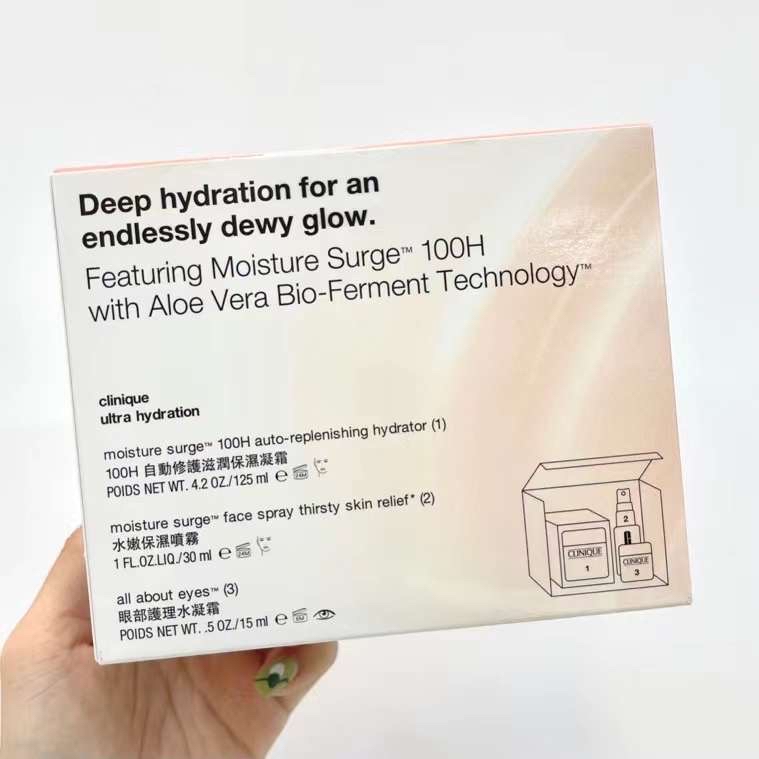 Deep hydration for an
endlessly dewy glow.
Featuring Moisture Surge™ 100H
with Aloe Vera Bio-Ferment Technology™
clinique
ultra hydration
moisture surge™ 100H auto-replenishing hydrator (1)
100H 自動修護滋潤保濕凝霜
POIDS NET WT. 4.2 OZ./125 ml ℮ 24M
moisture surge™ face spray thirsty skin relief* (2)
水嫩保濕噴霧
1 FL.OZ.LIQ./30 ml ℮ 24M
all about eyes™ (3)
眼部護理水凝霜
POIDS NET WT. .5 OZ./15 ml ℮ 6M
2
CLINIQUE
1
CLINIQUE
3